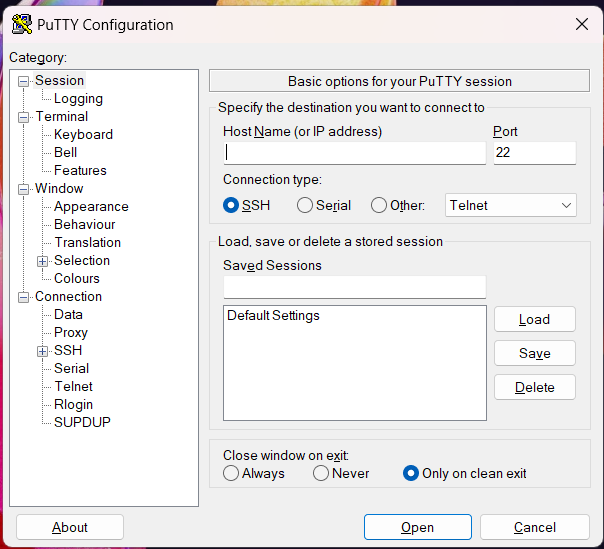 PuTTY Configuration
Category:
Session
Logging
Terminal
Keyboard
Bell
Features
Window
Appearance
Behaviour
Translation
Selection
Colours
Connection
Data
Proxy
SSH
Serial
Telnet
Rlogin
SUPDUP
Basic options for your PuTTY session
Specify the destination you want to connect to
Host Name (or IP address) Port
22
Connection type:
SSH Serial Other: Telnet
Load, save or delete a stored session
Saved Sessions
Default Settings
Load
Save
Delete
Close window on exit:
Always Never Only on clean exit
About Open Cancel